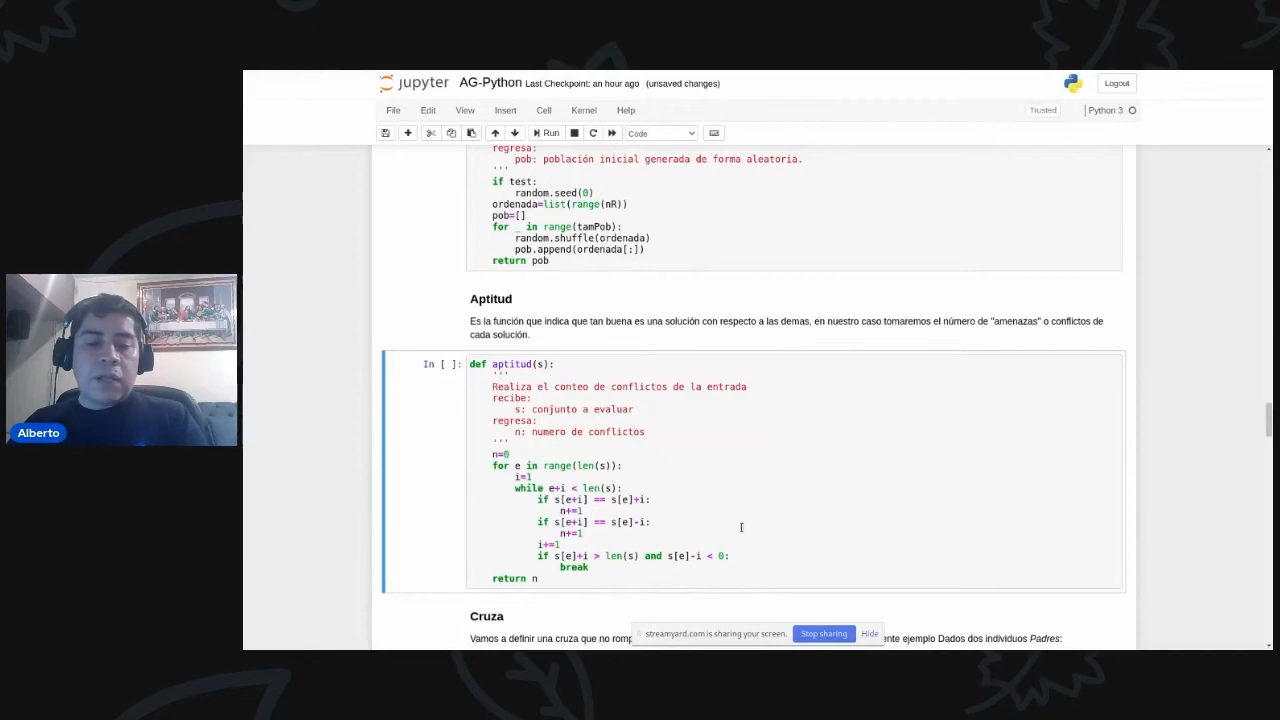 jupyter AG-Python Last Checkpoint: an hour ago (unsaved changes)
Logout
File Edit View Insert Cell Kernel Help
Trusted
Python 3
Run
Code
regresa:
pob: población inicial generada de forma aleatoria.
'''
if test:
random.seed(0)
ordenada=list(range(nR))
pob=[]
for _ in range(tamPob):
random.shuffle(ordenada)
pob.append(ordenada[:])
return pob
Aptitud
Es la función que indica que tan buena es una solución con respecto a las demas, en nuestro caso tomaremos el número de "amenazas" o conflictos de
cada solución.
In [ ]: def aptitud(s):
'''
Realiza el conteo de conflictos de la entrada
recibe:
s: conjunto a evaluar
regresa:
n: numero de conflictos
'''
n=0
for e in range(len(s)):
i=1
while e+i < len(s):
if s[e+i] == s[e]+i:
n+=1
if s[e+i] == s[e]-i:
n+=1
i+=1
if s[e]+i > len(s) and s[e]-i < 0:
break
return n
Alberto
Cruza
streamyard.com is sharing your screen. Stop sharing Hide
Vamos a definir una cruza que no ente ejemplo Dados dos individuos Padres: